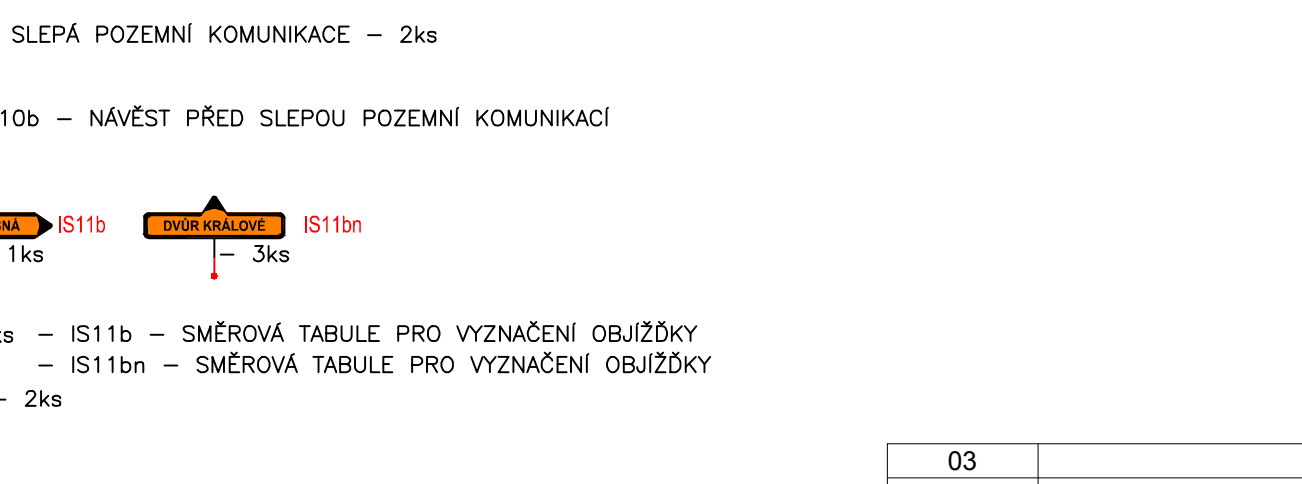 SLEPÁ POZEMNÍ KOMUNIKACE – 2ks
10b – NÁVĚST PŘED SLEPOU POZEMNÍ KOMUNIKACÍ
IS11b DVŮR KRÁLOVÉ IS11bn
1ks – 3ks
– IS11b – SMĚROVÁ TABULE PRO VYZNAČENÍ OBJÍŽĎKY
– IS11bn – SMĚROVÁ TABULE PRO VYZNAČENÍ OBJÍŽĎKY
– 2ks
03